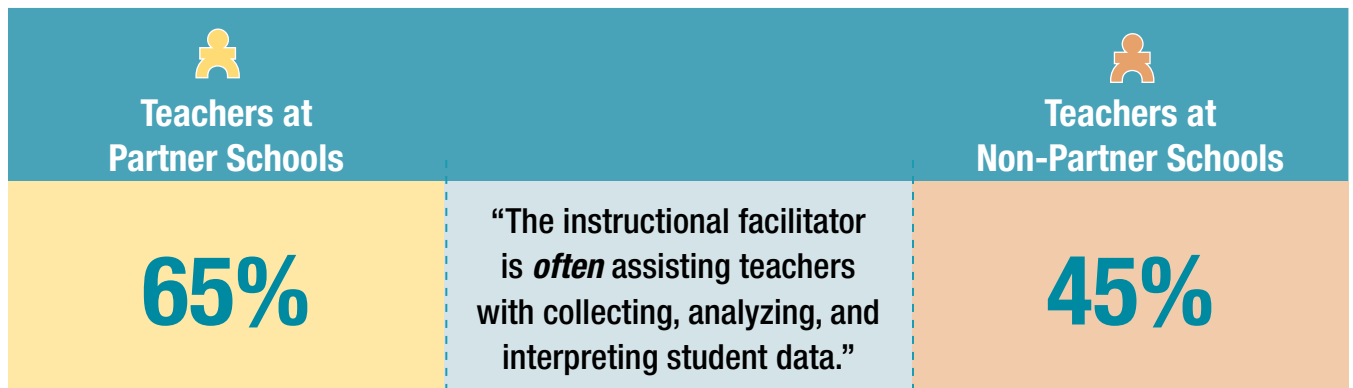 Teachers at
Partner Schools
Teachers at
Non-Partner Schools
65%
“The instructional facilitator
is often assisting teachers
with collecting, analyzing, and
interpreting student data.”
45%